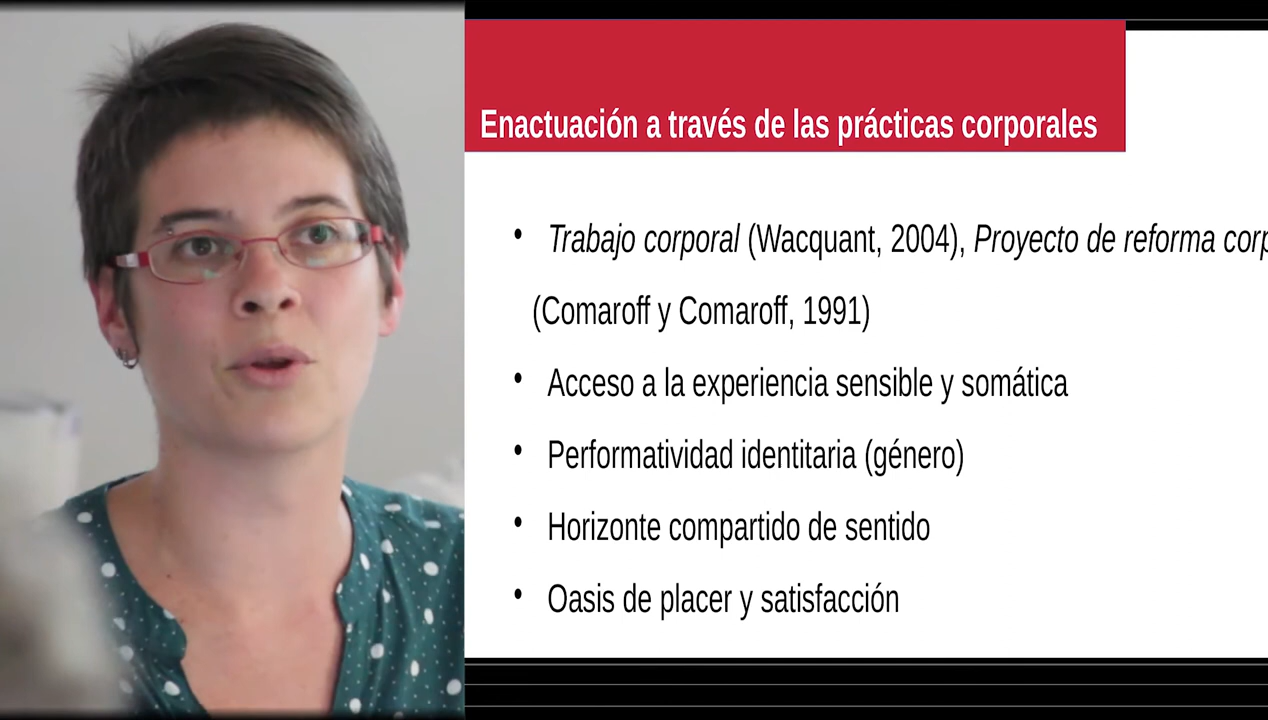 Enactuación a través de las prácticas corporales
• Trabajo corporal (Wacquant, 2004), Proyecto de reforma
(Comaroff y Comaroff, 1991)
• Acceso a la experiencia sensible y somática
• Performatividad identitaria (género)
• Horizonte compartido de sentido
• Oasis de placer y satisfacción